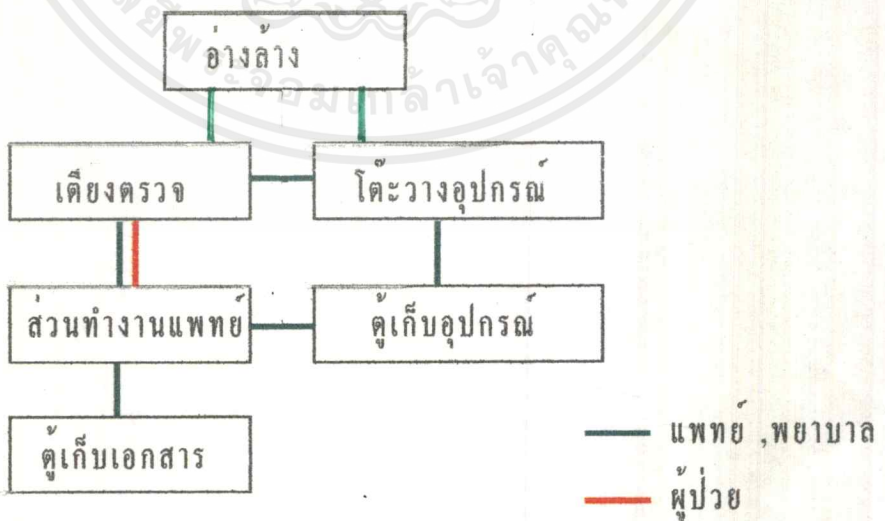 อ่างล้าง
เตียงตรวจ
โต๊ะวางอุปกรณ์
ส่วนทำงานแพทย์
ตู้เก็บอุปกรณ์
ตู้เก็บเอกสาร
แพทย์ ,พยาบาล
ผู้ป่วย